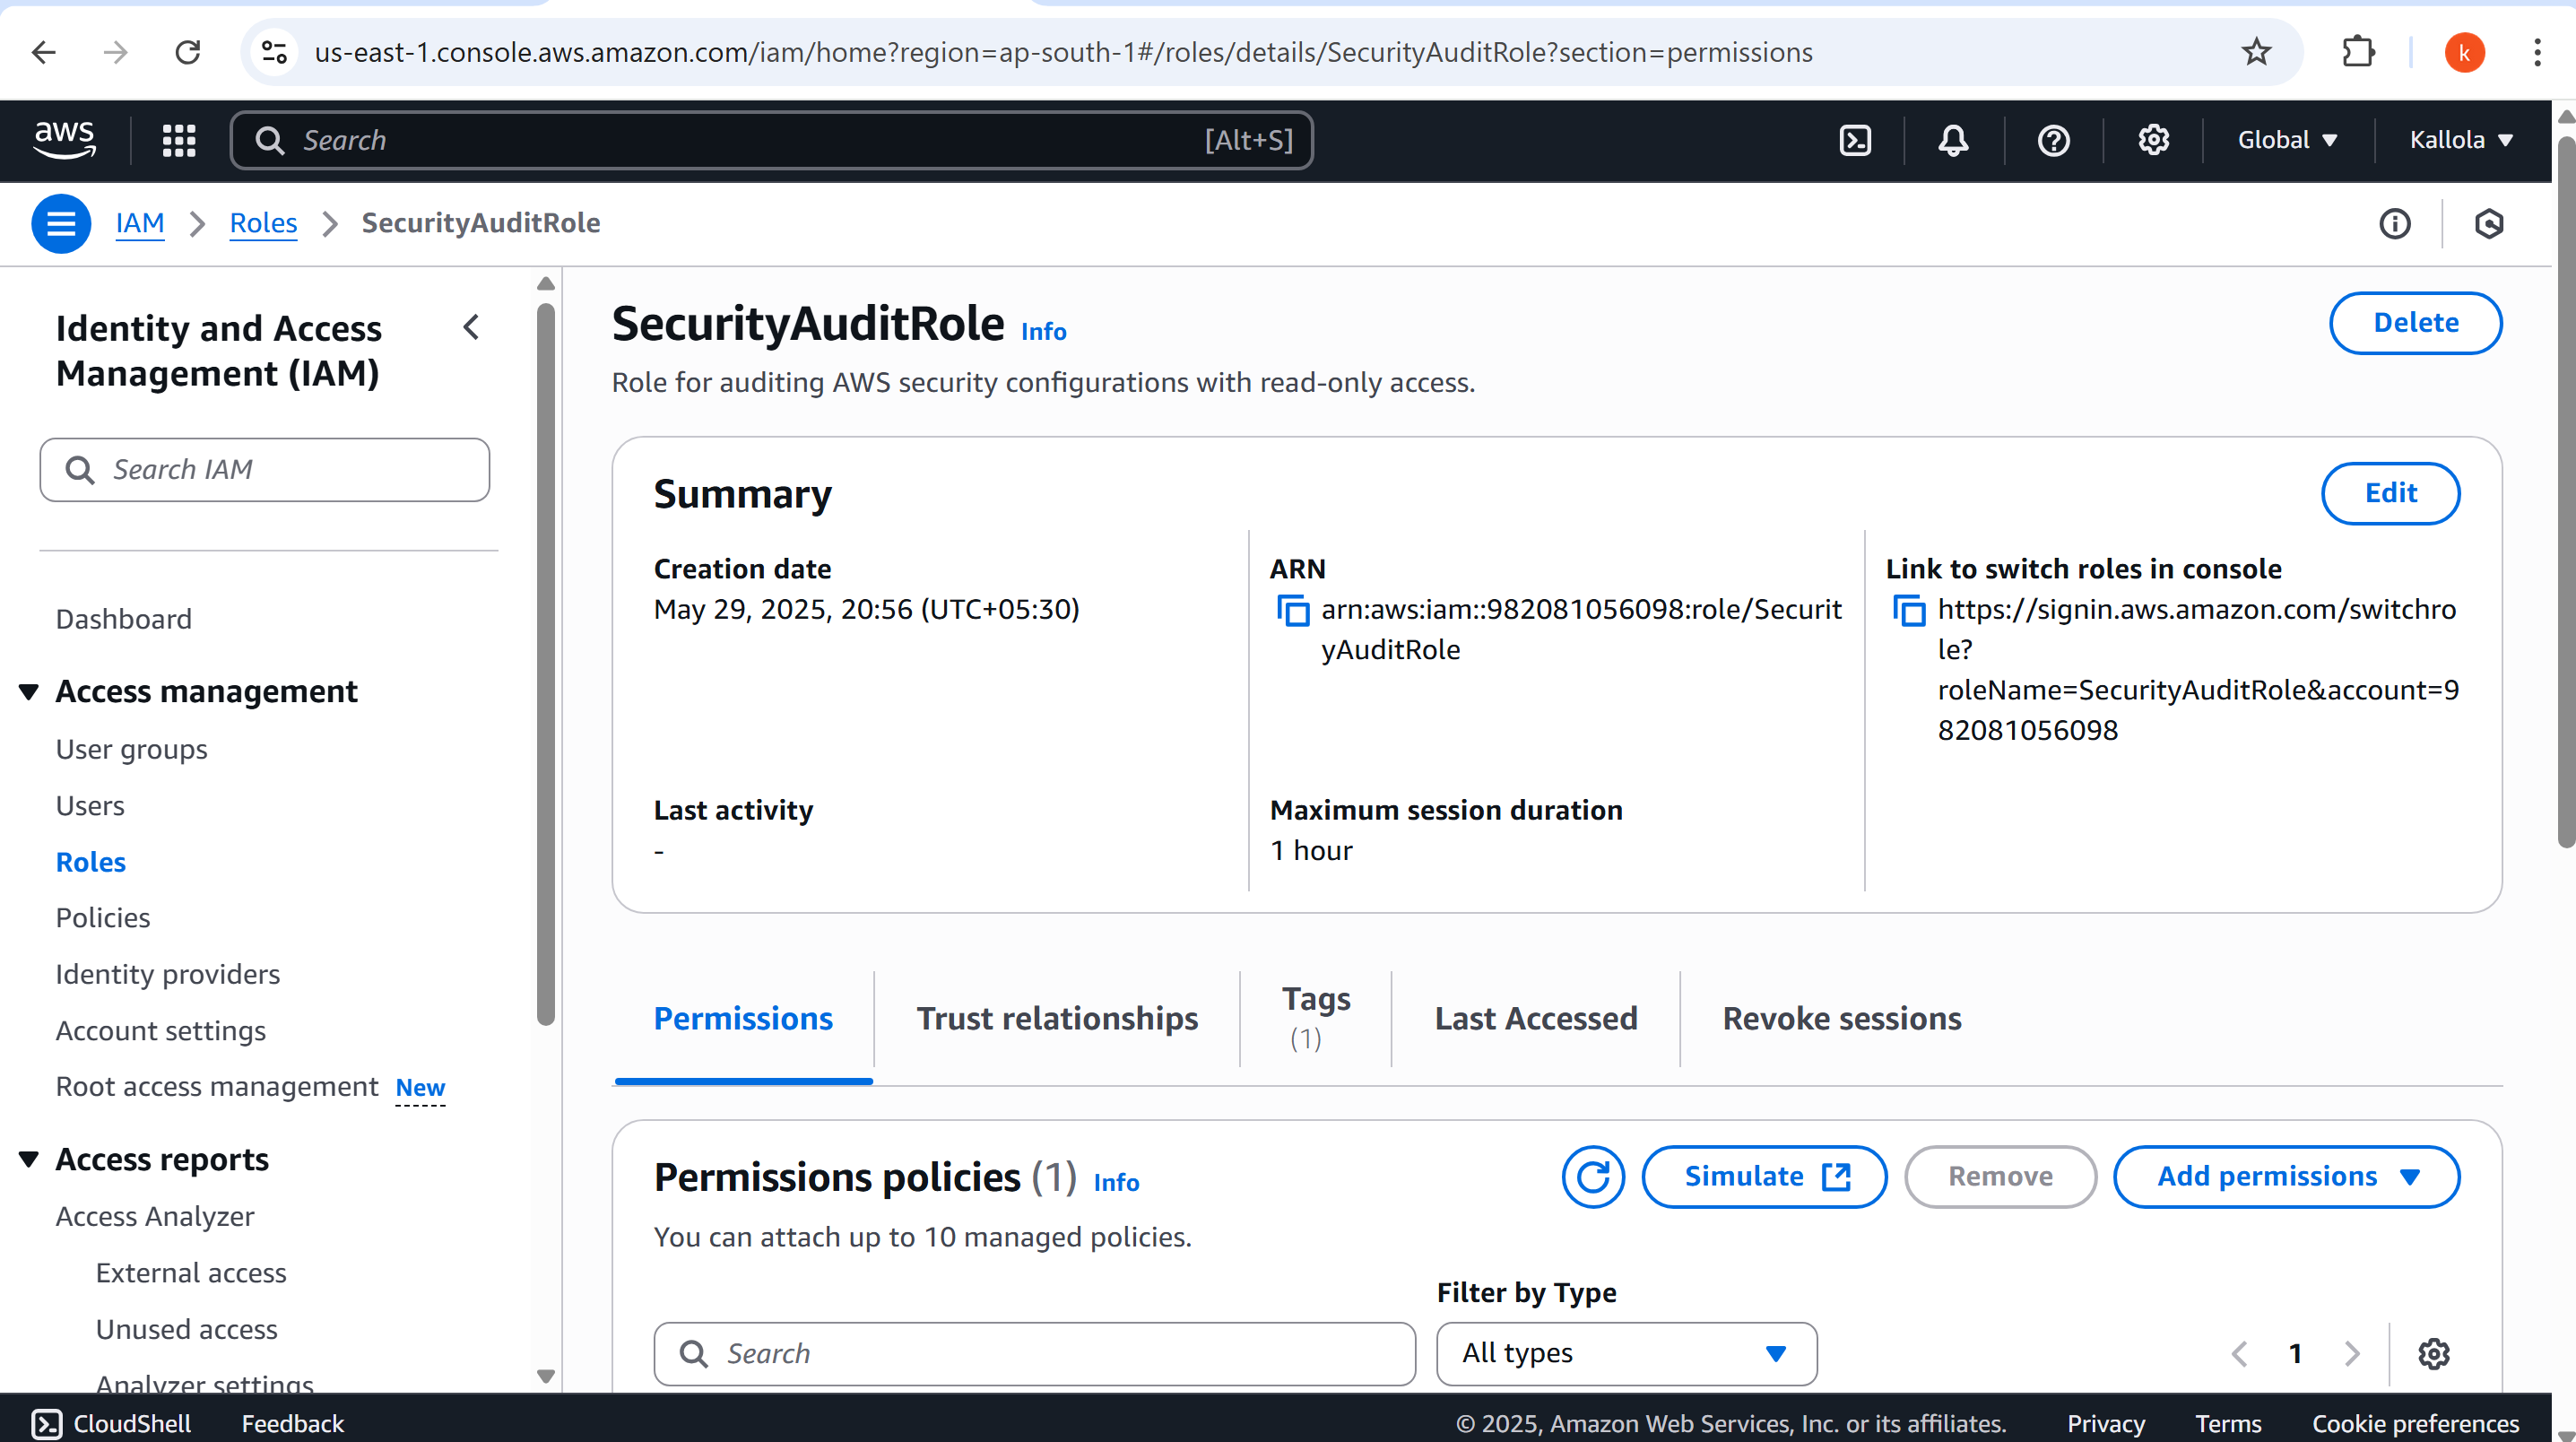 us-east-1.console.aws.amazon.com/iam/home?region=ap-south-1#/roles/details/SecurityAuditRole?section=permissions
k
aws
Search
[Alt+S]
Global
Kallola
IAM
Roles
SecurityAuditRole
Identity and Access
Management (IAM)
Search IAM
Dashboard
Access management
User groups
Users
Roles
Policies
Identity providers
Account settings
Root access management New
Access reports
Access Analyzer
External access
Unused access
Analyzer settings
SecurityAuditRole Info
Delete
Role for auditing AWS security configurations with read-only access.
Summary
Edit
Creation date
May 29, 2025, 20:56 (UTC+05:30)
ARN
arn:aws:iam::982081056098:role/Securit
yAuditRole
Link to switch roles in console
https://signin.aws.amazon.com/switchro
le?
roleName=SecurityAuditRole&account=9
82081056098
Last activity
-
Maximum session duration
1 hour
Permissions
Trust relationships
Tags
(1)
Last Accessed
Revoke sessions
Permissions policies (1) Info
Simulate
Remove
Add permissions
You can attach up to 10 managed policies.
Filter by Type
Search
All types
1
CloudShell
Feedback
© 2025, Amazon Web Services, Inc. or its affiliates.
Privacy
Terms
Cookie preferences